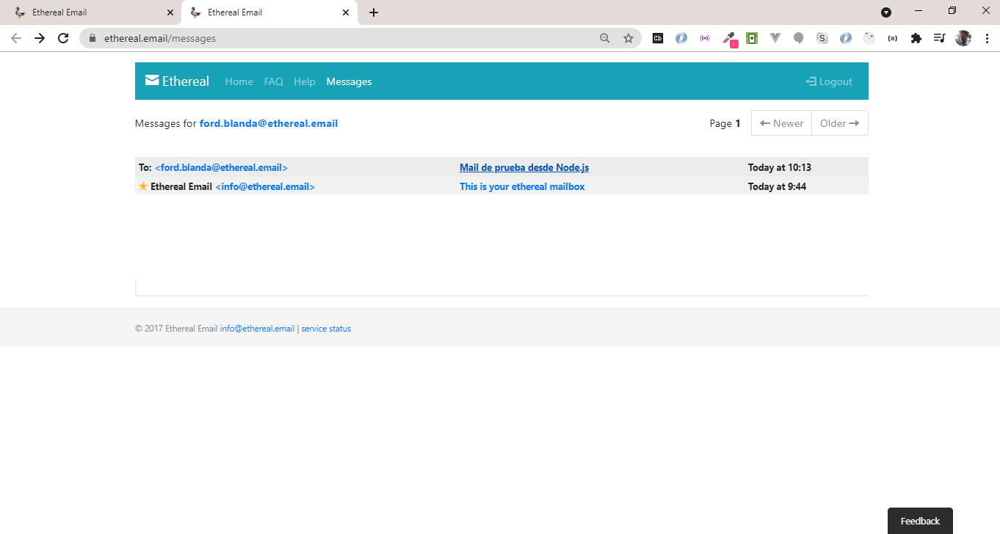 Ethereal Email
Ethereal Email
ethereal.email/messages
Ethereal Home FAQ Help Messages Logout
Messages for ford.blanda@ethereal.email Page 1 ← Newer Older →
To: <ford.blanda@ethereal.email> Mail de prueba desde Node.js Today at 10:13
★ Ethereal Email <info@ethereal.email> This is your ethereal mailbox Today at 9:44
© 2017 Ethereal Email info@ethereal.email | service status
Feedback